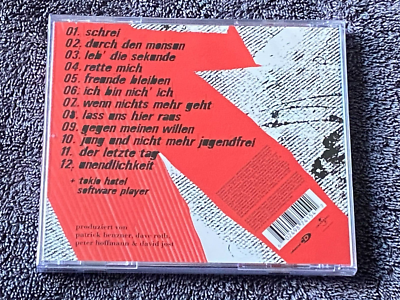 01. schrei
02. durch den monsun
03. leb' die sekunde
04. rette mich
05. freunde bleiben
06. ich bin nich' ich
07. wenn nichts mehr geht
08. lass uns hier raus
09. gegen meinen willen
10. jung und nicht mehr jugendfrei
11. der letzte tag
12. unendlichkeit
+ tokio hotel
software player
produziert von
patrick benzner, dave roth,
peter hoffmann & david jost